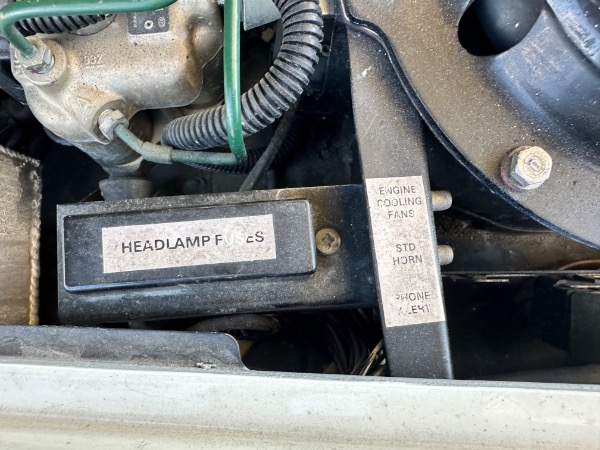 HEADLAMP FUSES
ENGINE
COOLING
FANS
STD
HORN
PHONE
ALERT